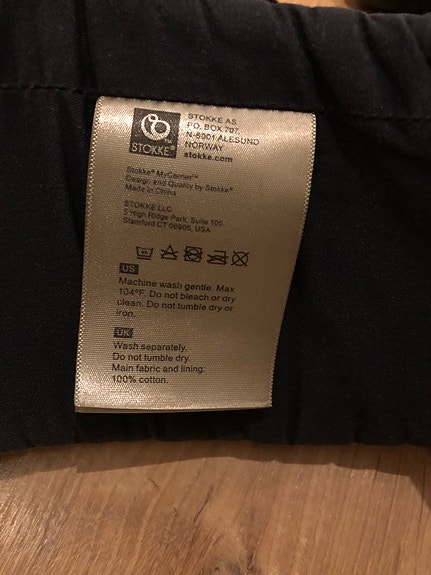 STOKKE®
STOKKE AS
P.O. BOX 707,
N-6001 ALESUND
NORWAY
stokke.com
Stokke® MyCarrier™
Design and Quality by Stokke®
Made in China
STOKKE LLC
5 High Ridge Park, Suite 105
Stamford CT 06905, USA
US
Machine wash gentle. Max
104°F. Do not bleach or dry
clean. Do not tumble dry or
iron.
UK
Wash separately.
Do not tumble dry.
Main fabric and lining:
100% cotton.